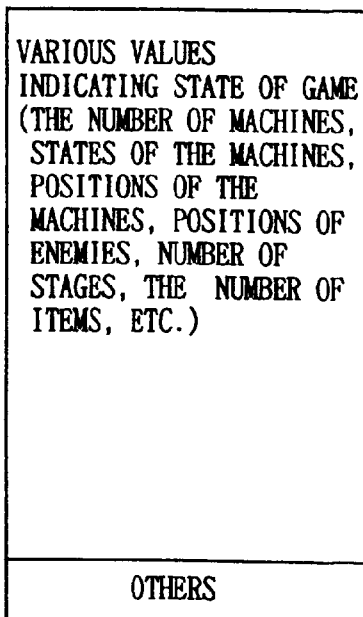 VARIOUS VALUES
INDICATING STATE OF GAME
(THE NUMBER OF MACHINES,
STATES OF THE MACHINES,
POSITIONS OF THE
MACHINES, POSITIONS OF
ENEMIES, NUMBER OF
STAGES, THE NUMBER OF
ITEMS, ETC.)
OTHERS